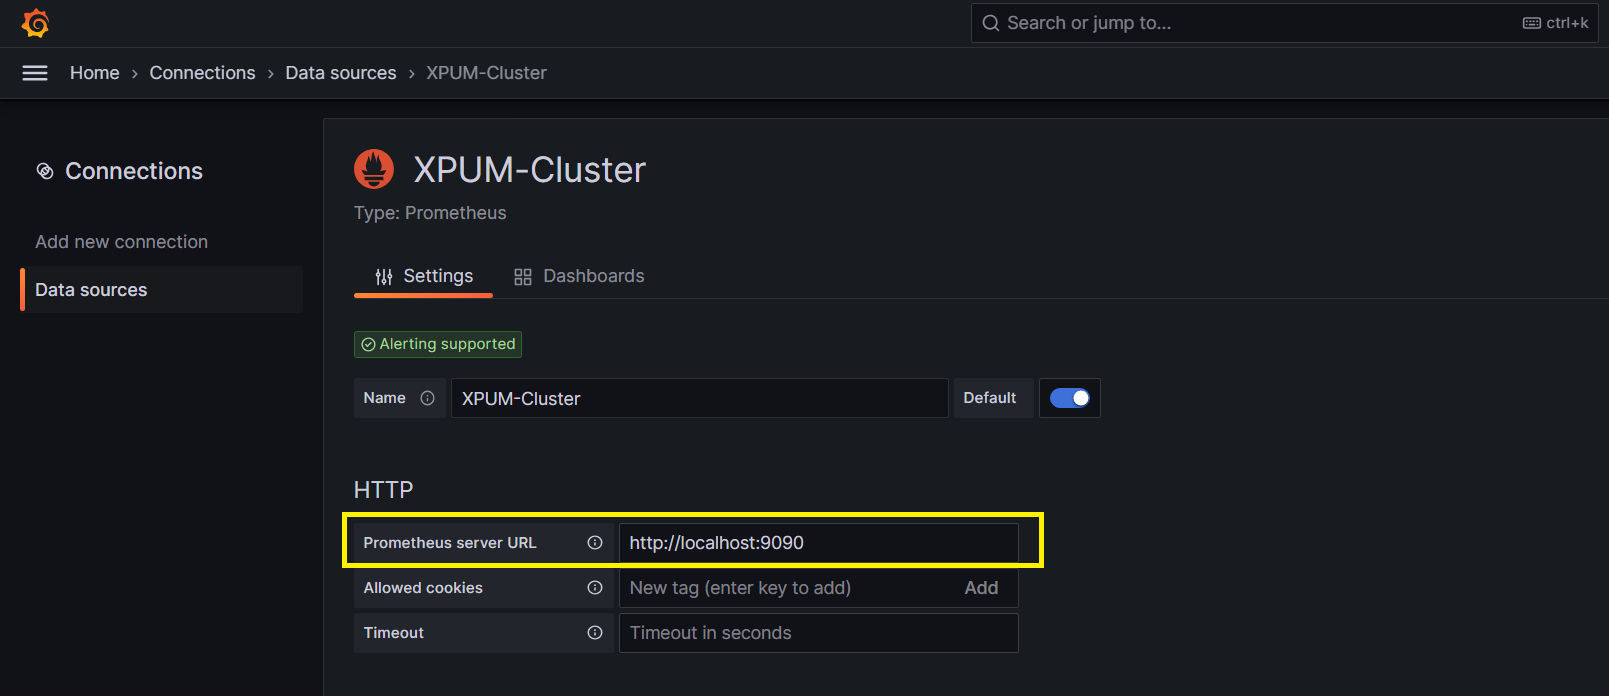 Search or jump to...
ctrl+k
Home › Connections › Data sources › XPUM-Cluster
Connections
Add new connection
Data sources
XPUM-Cluster
Type: Prometheus
Settings
Dashboards
Alerting supported
Name
XPUM-Cluster
Default
HTTP
Prometheus server URL
http://localhost:9090
Allowed cookies
New tag (enter key to add)
Add
Timeout
Timeout in seconds